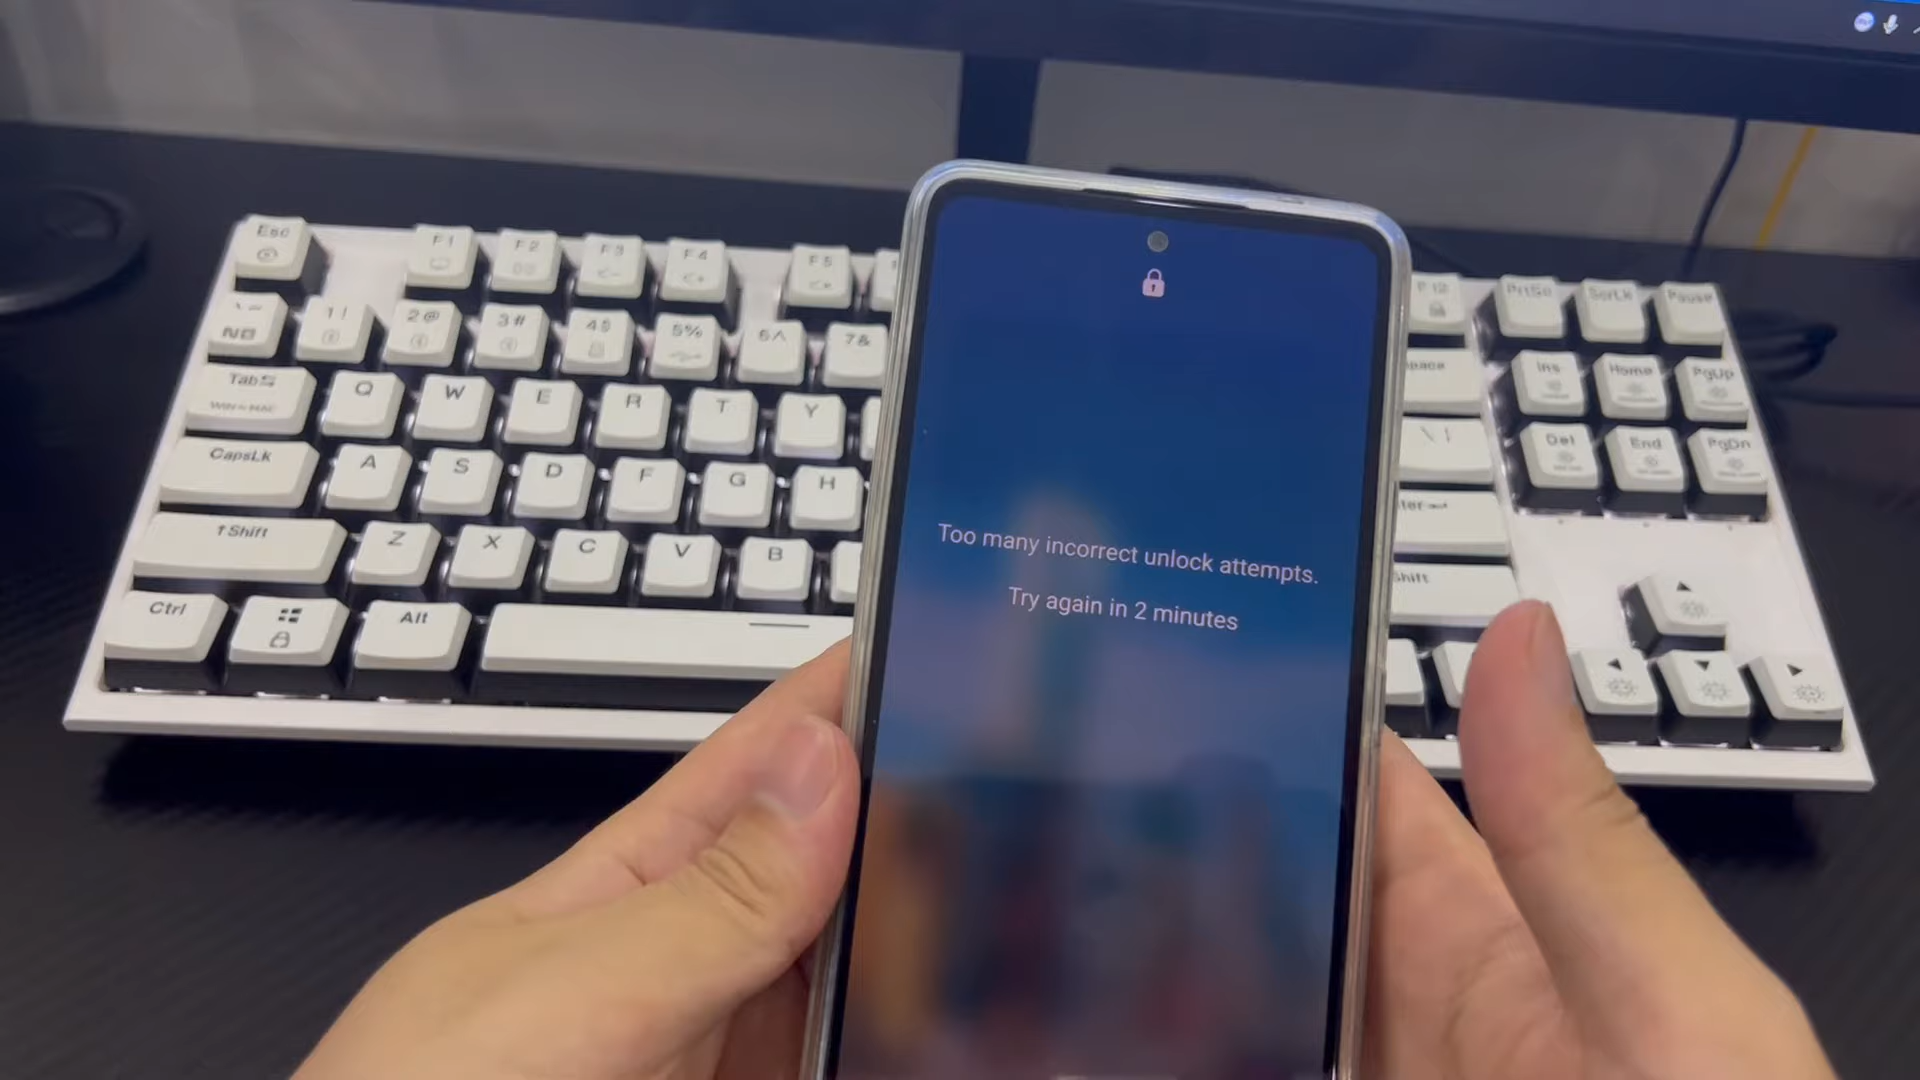 Esc
F1
F2
F3
F4
F5
F12
PrtSc
ScrLk
Pause
1!
2@
3#
4$
5%
6^
7&
Ins
Home
PgUp
Tab
Q
W
E
R
T
Y
\ |
Del
End
PgDn
CapsLk
A
S
D
F
G
H
↑Shift
Z
X
C
V
B
Ctrl
Alt
Too many incorrect unlock attempts.
Try again in 2 minutes